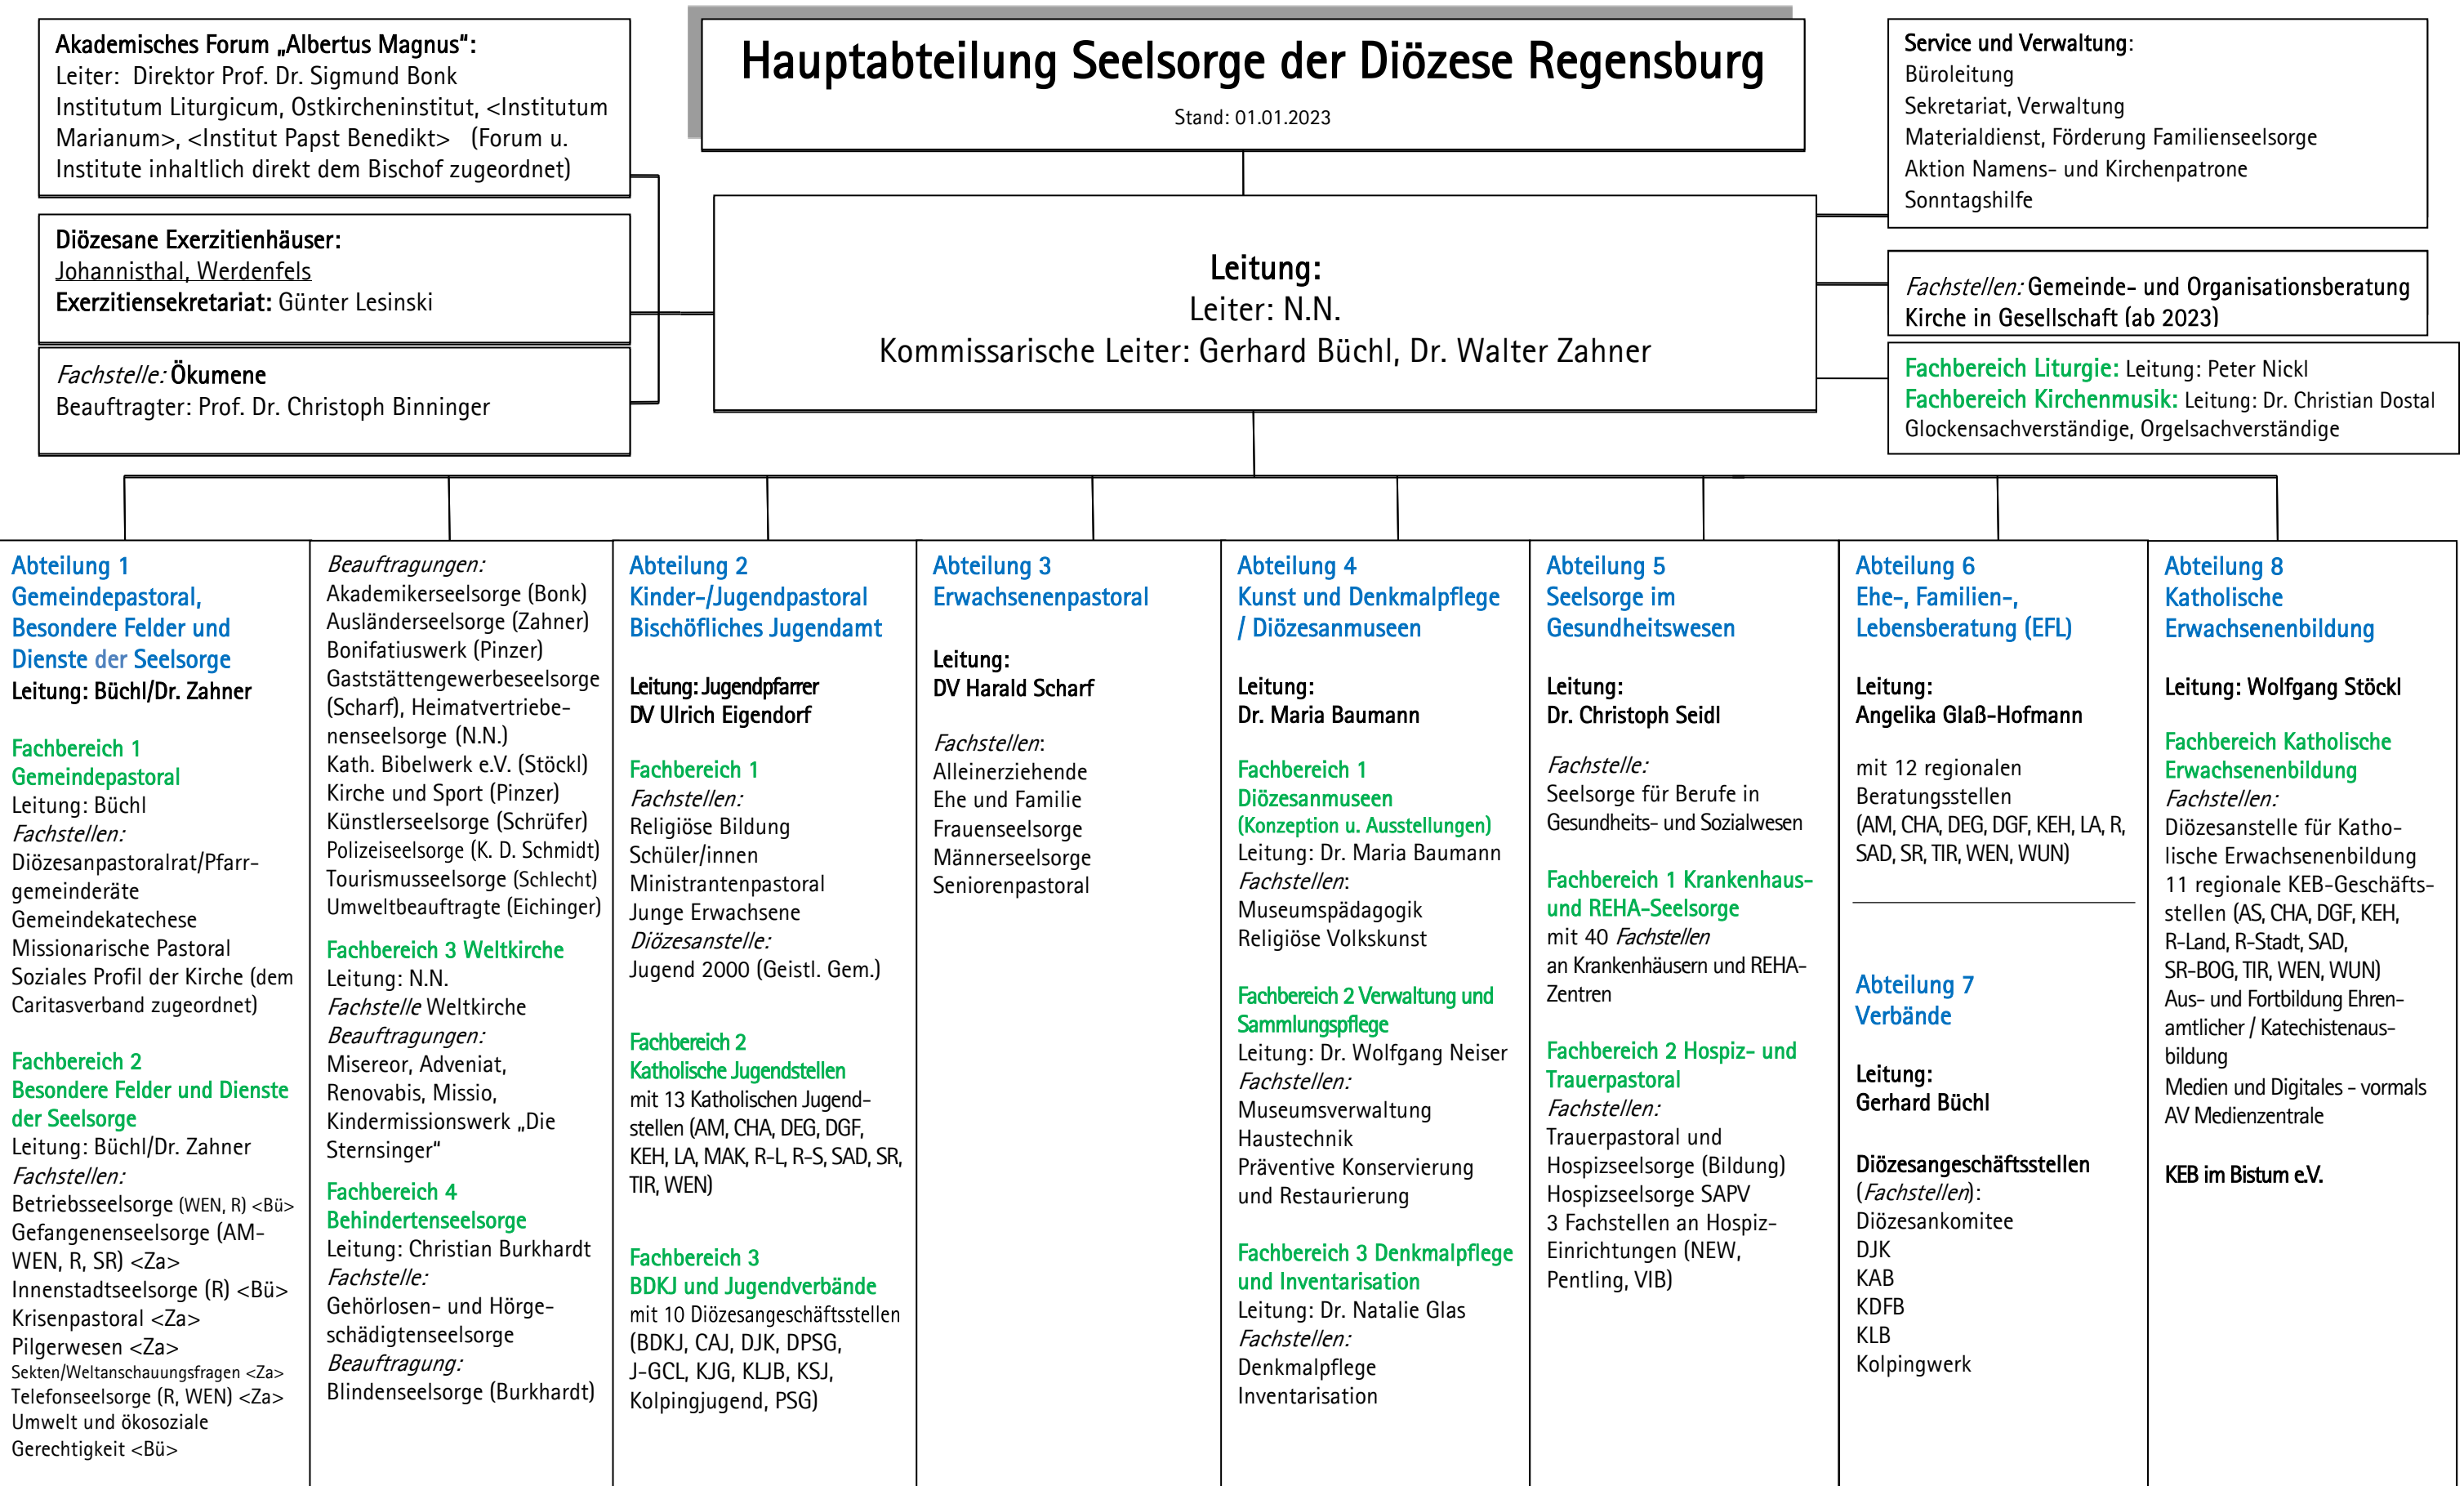 Akademisches Forum „Albertus Magnus“:
Leiter: Direktor Prof. Dr. Sigmund Bonk
Institutum Liturgicum, Ostkircheninstitut, <Institutum
Marianum>, <Institut Papst Benedikt> (Forum u.
Institute inhaltlich direkt dem Bischof zugeordnet)
Diözesane Exerzitienhäuser:
Johannisthal, Werdenfels
Exerzitiensekretariat: Günter Lesinski
Fachstelle: Ökumene
Beauftragter: Prof. Dr. Christoph Binninger
Hauptabteilung Seelsorge der Diözese Regensburg
Stand: 01.01.2023
Leitung:
Leiter: N.N.
Kommissarische Leiter: Gerhard Büchl, Dr. Walter Zahner
Service und Verwaltung:
Büroleitung
Sekretariat, Verwaltung
Materialdienst, Förderung Familienseelsorge
Aktion Namens- und Kirchenpatrone
Sonntagshilfe
Fachstellen: Gemeinde- und Organisationsberatung
Kirche in Gesellschaft (ab 2023)
Fachbereich Liturgie: Leitung: Peter Nickl
Fachbereich Kirchenmusik: Leitung: Dr. Christian Dostal
Glockensachverständige, Orgelsachverständige
Abteilung 1
Gemeindepastoral,
Besondere Felder und
Dienste der Seelsorge
Leitung: Büchl/Dr. Zahner
Fachbereich 1
Gemeindepastoral
Leitung: Büchl
Fachstellen:
Diözesanpastoralrat/Pfarr-
gemeinderäte
Gemeindekatechese
Missionarische Pastoral
Soziales Profil der Kirche (dem
Caritasverband zugeordnet)
Fachbereich 2
Besondere Felder und Dienste
der Seelsorge
Leitung: Büchl/Dr. Zahner
Fachstellen:
Betriebsseelsorge (WEN, R) <Bü>
Gefangenenseelsorge (AM-
WEN, R, SR) <Za>
Innenstadtseelsorge (R) <Bü>
Krisenpastoral <Za>
Pilgerwesen <Za>
Sekten/Weltanschauungsfragen <Za>
Telefonseelsorge (R, WEN) <Za>
Umwelt und ökosoziale
Gerechtigkeit <Bü>
Beauftragungen:
Akademikerseelsorge (Bonk)
Ausländerseelsorge (Zahner)
Bonifatiuswerk (Pinzer)
Gaststättengewerbeseelsorge
(Scharf), Heimatvertriebe-
nenseelsorge (N.N.)
Kath. Bibelwerk e.V. (Stöckl)
Kirche und Sport (Pinzer)
Künstlerseelsorge (Schrüfer)
Polizeiseelsorge (K. D. Schmidt)
Tourismusseelsorge (Schlecht)
Umweltbeauftragte (Eichinger)
Fachbereich 3 Weltkirche
Leitung: N.N.
Fachstelle Weltkirche
Beauftragungen:
Misereor, Adveniat,
Renovabis, Missio,
Kindermissionswerk „Die
Sternsinger“
Fachbereich 4
Behindertenseelsorge
Leitung: Christian Burkhardt
Fachstelle:
Gehörlosen- und Hörge-
schädigtenseelsorge
Beauftragung:
Blindenseelsorge (Burkhardt)
Abteilung 2
Kinder-/Jugendpastoral
Bischöfliches Jugendamt
Leitung: Jugendpfarrer
DV Ulrich Eigendorf
Fachbereich 1
Fachstellen:
Religiöse Bildung
Schüler/innen
Ministrantenpastoral
Junge Erwachsene
Diözesanstelle:
Jugend 2000 (Geistl. Gem.)
Fachbereich 2
Katholische Jugendstellen
mit 13 Katholischen Jugend-
stellen (AM, CHA, DEG, DGF,
KEH, LA, MAK, R-L, R-S, SAD, SR,
TIR, WEN)
Fachbereich 3
BDKJ und Jugendverbände
mit 10 Diözesangeschäftsstellen
(BDKJ, CAJ, DJK, DPSG,
J-GCL, KJG, KLJB, KSJ,
Kolpingjugend, PSG)
Abteilung 3
Erwachsenenpastoral
Leitung:
DV Harald Scharf
Fachstellen:
Alleinerziehende
Ehe und Familie
Frauenseelsorge
Männerseelsorge
Seniorenpastoral
Abteilung 4
Kunst und Denkmalpflege
/ Diözesanmuseen
Leitung:
Dr. Maria Baumann
Fachbereich 1
Diözesanmuseen
(Konzeption u. Ausstellungen)
Leitung: Dr. Maria Baumann
Fachstellen:
Museumspädagogik
Religiöse Volkskunst
Fachbereich 2 Verwaltung und
Sammlungspflege
Leitung: Dr. Wolfgang Neiser
Fachstellen:
Museumsverwaltung
Haustechnik
Präventive Konservierung
und Restaurierung
Fachbereich 3 Denkmalpflege
und Inventarisation
Leitung: Dr. Natalie Glas
Fachstellen:
Denkmalpflege
Inventarisation
Abteilung 5
Seelsorge im
Gesundheitswesen
Leitung:
Dr. Christoph Seidl
Fachstelle:
Seelsorge für Berufe in
Gesundheits- und Sozialwesen
Fachbereich 1 Krankenhaus-
und REHA-Seelsorge
mit 40 Fachstellen
an Krankenhäusern und REHA-
Zentren
Fachbereich 2 Hospiz- und
Trauerpastoral
Fachstellen:
Trauerpastoral und
Hospizseelsorge (Bildung)
Hospizseelsorge SAPV
3 Fachstellen an Hospiz-
Einrichtungen (NEW,
Pentling, VIB)
Abteilung 6
Ehe-, Familien-,
Lebensberatung (EFL)
Leitung:
Angelika Glaß-Hofmann
mit 12 regionalen
Beratungsstellen
(AM, CHA, DEG, DGF, KEH, LA, R,
SAD, SR, TIR, WEN, WUN)
Abteilung 7
Verbände
Leitung:
Gerhard Büchl
Diözesangeschäftsstellen
(Fachstellen):
Diözesankomitee
DJK
KAB
KDFB
KLB
Kolpingwerk
Abteilung 8
Katholische
Erwachsenenbildung
Leitung: Wolfgang Stöckl
Fachbereich Katholische
Erwachsenenbildung
Fachstellen:
Diözesanstelle für Katho-
lische Erwachsenenbildung
11 regionale KEB-Geschäfts-
stellen (AS, CHA, DGF, KEH,
R-Land, R-Stadt, SAD,
SR-BOG, TIR, WEN, WUN)
Aus- und Fortbildung Ehren-
amtlicher / Katechistenaus-
bildung
Medien und Digitales - vormals
AV Medienzentrale
KEB im Bistum e.V.